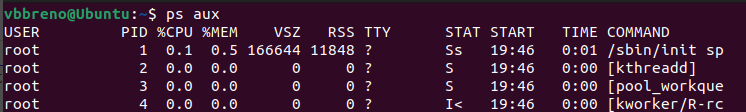 vbbreno@Ubuntu:~$ ps aux
USER PID %CPU %MEM VSZ RSS TTY STAT START TIME COMMAND
root 1 0.1 0.5 166644 11848 ? Ss 19:46 0:01 /sbin/init sp
root 2 0.0 0.0 0 0 ? S 19:46 0:00 [kthreadd]
root 3 0.0 0.0 0 0 ? S 19:46 0:00 [pool_workque
root 4 0.0 0.0 0 0 ? I< 19:46 0:00 [kworker/R-rc